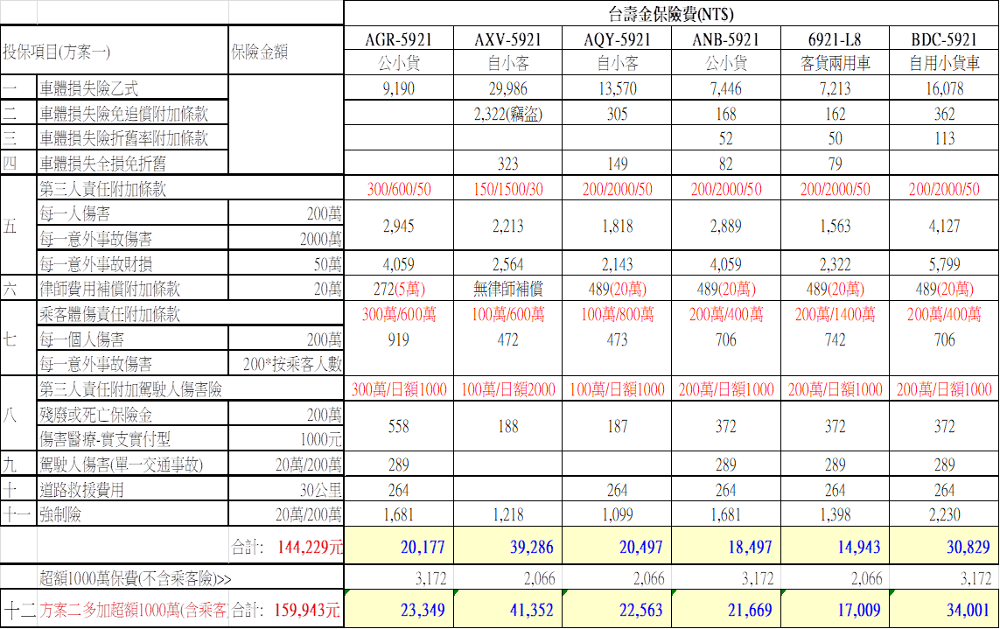 台壽金保險費(NT$)
投保項目(方案一) 保險金額 AGR-5921 AXV-5921 AQY-5921 ANB-5921 6921-L8 BDC-5921
公小貨 自小客 自小客 公小貨 客貨兩用車 自用小貨車
一 車體損失險乙式 9,190 29,986 13,570 7,446 7,213 16,078
二 車體損失險免追償附加條款 2,322(竊盜) 305 168 162 362
三 車體損失險折舊率附加條款 52 50 113
四 車體損失全損免折舊 323 149 82 79
五 第三人責任附加條款 300/600/50 150/1500/30 200/2000/50 200/2000/50 200/2000/50 200/2000/50
每一人傷害 200萬 2,945 2,213 1,818 2,889 1,563 4,127
每一意外事故傷害 2000萬
每一意外事故財損 50萬 4,059 2,564 2,143 4,059 2,322 5,799
六 律師費用補償附加條款 20萬 272(5萬) 無律師補償 489(20萬) 489(20萬) 489(20萬) 489(20萬)
七 乘客體傷責任附加條款 300萬/600萬 100萬/600萬 100萬/800萬 200萬/400萬 200萬/1400萬 200萬/400萬
每一個人傷害 200萬 919 472 473 706 742 706
每一意外事故傷害 200*按乘客人數
八 第三人責任附加駕駛人傷害險 300萬/日額1000 100萬/日額2000 100萬/日額1000 200萬/日額1000 200萬/日額1000 200萬/日額1000
殘廢或死亡保險金 200萬 558 188 187 372 372 372
傷害醫療-實支實付型 1000元
九 駕駛人傷害(單一交通事故) 20萬/200萬 289 289 289 289
十 道路救援費用 30公里 264 264 264 264 264
十一 強制險 20萬/200萬 1,681 1,218 1,099 1,681 1,398 2,230
合計: 144,229元 20,177 39,286 20,497 18,497 14,943 30,829
超額1000萬保費(不含乘客險)>> 3,172 2,066 2,066 3,172 2,066 3,172
十二 方案二多加超額1000萬(含乘客 合計: 159,943元 23,349 41,352 22,563 21,669 17,009 34,001